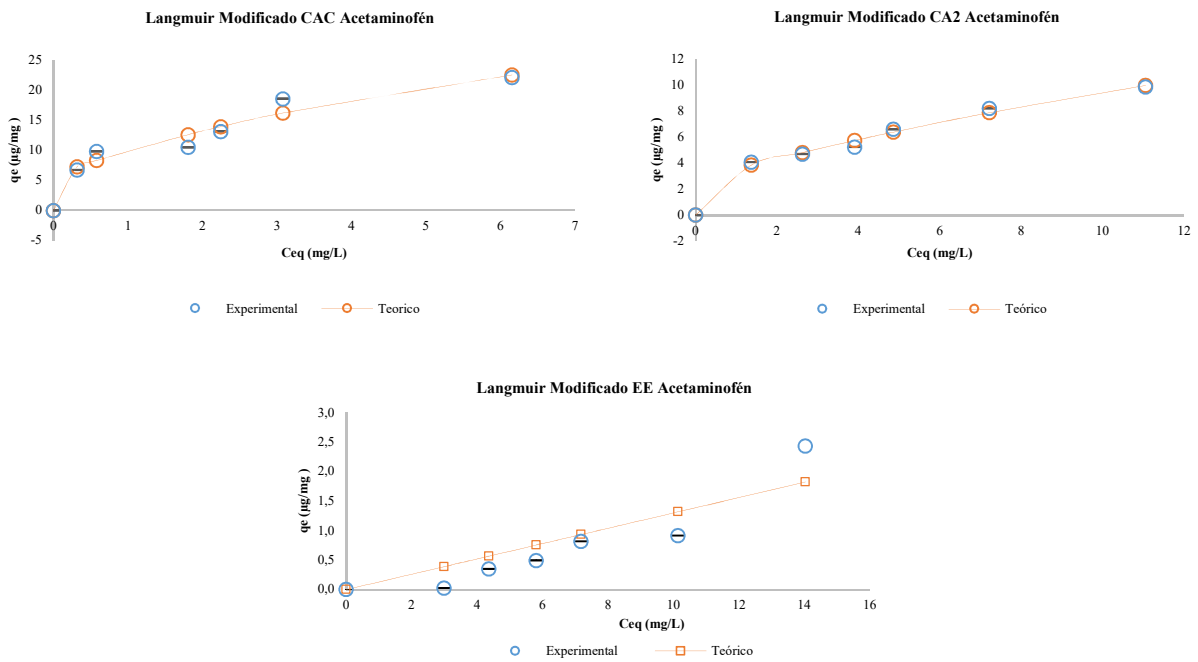 Langmuir Modificado CAC Acetaminofén
25
20
15
10
5
0
-5
qe (µg/mg)
0 1 2 3 4 5 6 7
Ceq (mg/L)
Experimental Teorico
Langmuir Modificado CA2 Acetaminofén
12
10
8
6
4
2
0
-2
qe (µg/mg)
0 2 4 6 8 10 12
Ceq (mg/L)
Experimental Teórico
Langmuir Modificado EE Acetaminofén
3,0
2,5
2,0
1,5
1,0
0,5
0,0
qe (µg/mg )
0 2 4 6 8 10 12 14 16
Ceq (mg/L)
Experimental Teórico